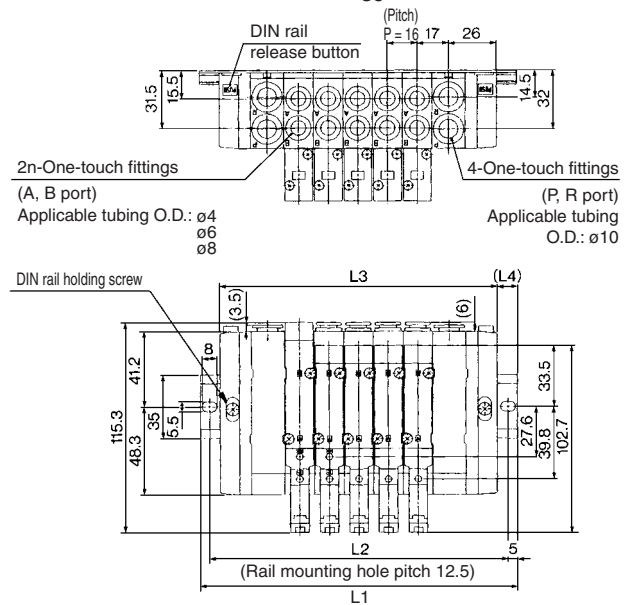 (Pitch)
P = 16
17
26
DIN rail
release button
31.5
15.5
14.5
32
2n-One-touch fittings
(A, B port)
Applicable tubing O.D.: ø4
ø6
ø8
4-One-touch fittings
(P, R port)
Applicable tubing
O.D.: ø10
DIN rail holding screw
L3
(L4)
(3.5)
(6)
8
115.3
41.2
35
5.5
48.3
33.5
27.6
39.8
102.7
L2
5
(Rail mounting hole pitch 12.5)
L1